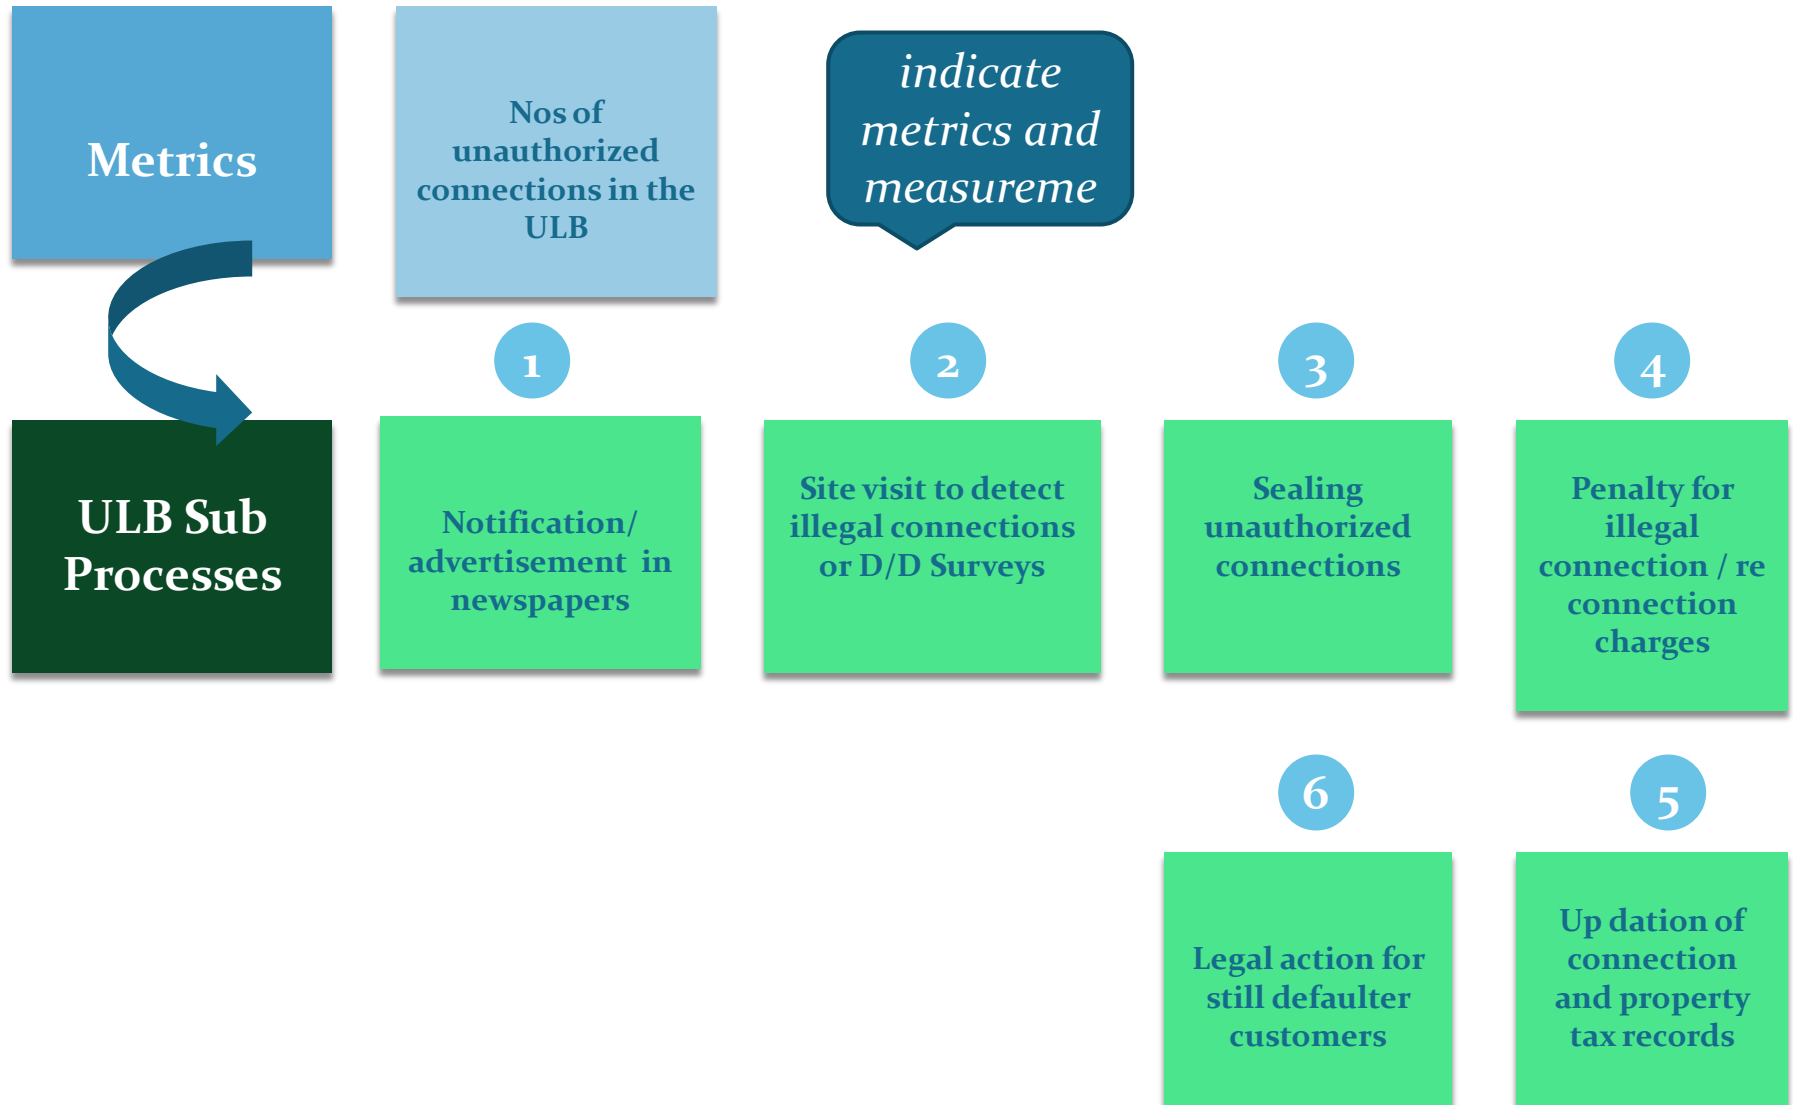 Metrics
Nos of
unauthorized
connections in the
ULB
indicate
metrics and
measureme
1
2
3
4
ULB Sub
Processes
Notification/
advertisement in
newspapers
Site visit to detect
illegal connections
or D/D Surveys
Sealing
unauthorized
connections
Penalty for
illegal
connection / re
connection
charges
6
5
Legal action for
still defaulter
customers
Up dation of
connection
and property
tax records